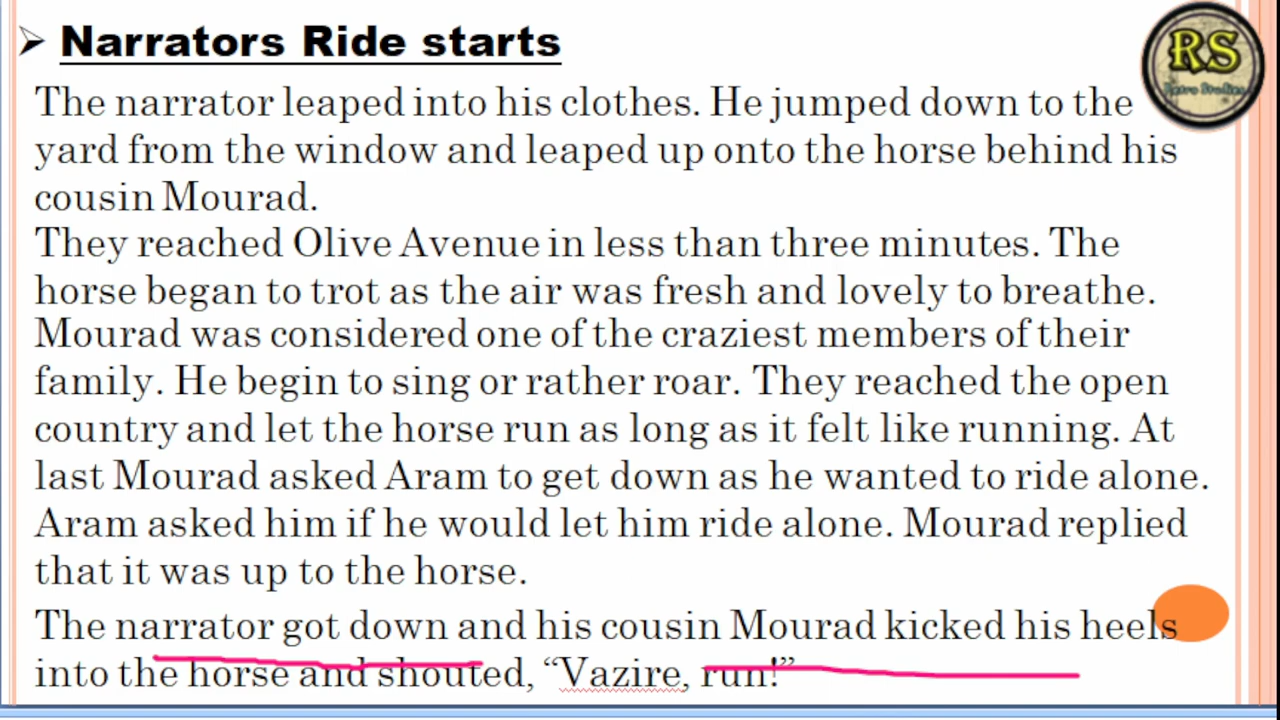 Narrators Ride starts
RS
Retro Studies
The narrator leaped into his clothes. He jumped down to the
yard from the window and leaped up onto the horse behind his
cousin Mourad.
They reached Olive Avenue in less than three minutes. The
horse began to trot as the air was fresh and lovely to breathe.
Mourad was considered one of the craziest members of their
family. He begin to sing or rather roar. They reached the open
country and let the horse run as long as it felt like running. At
last Mourad asked Aram to get down as he wanted to ride alone.
Aram asked him if he would let him ride alone. Mourad replied
that it was up to the horse.
The narrator got down and his cousin Mourad kicked his heels
into the horse and shouted, “Vazire, run!”